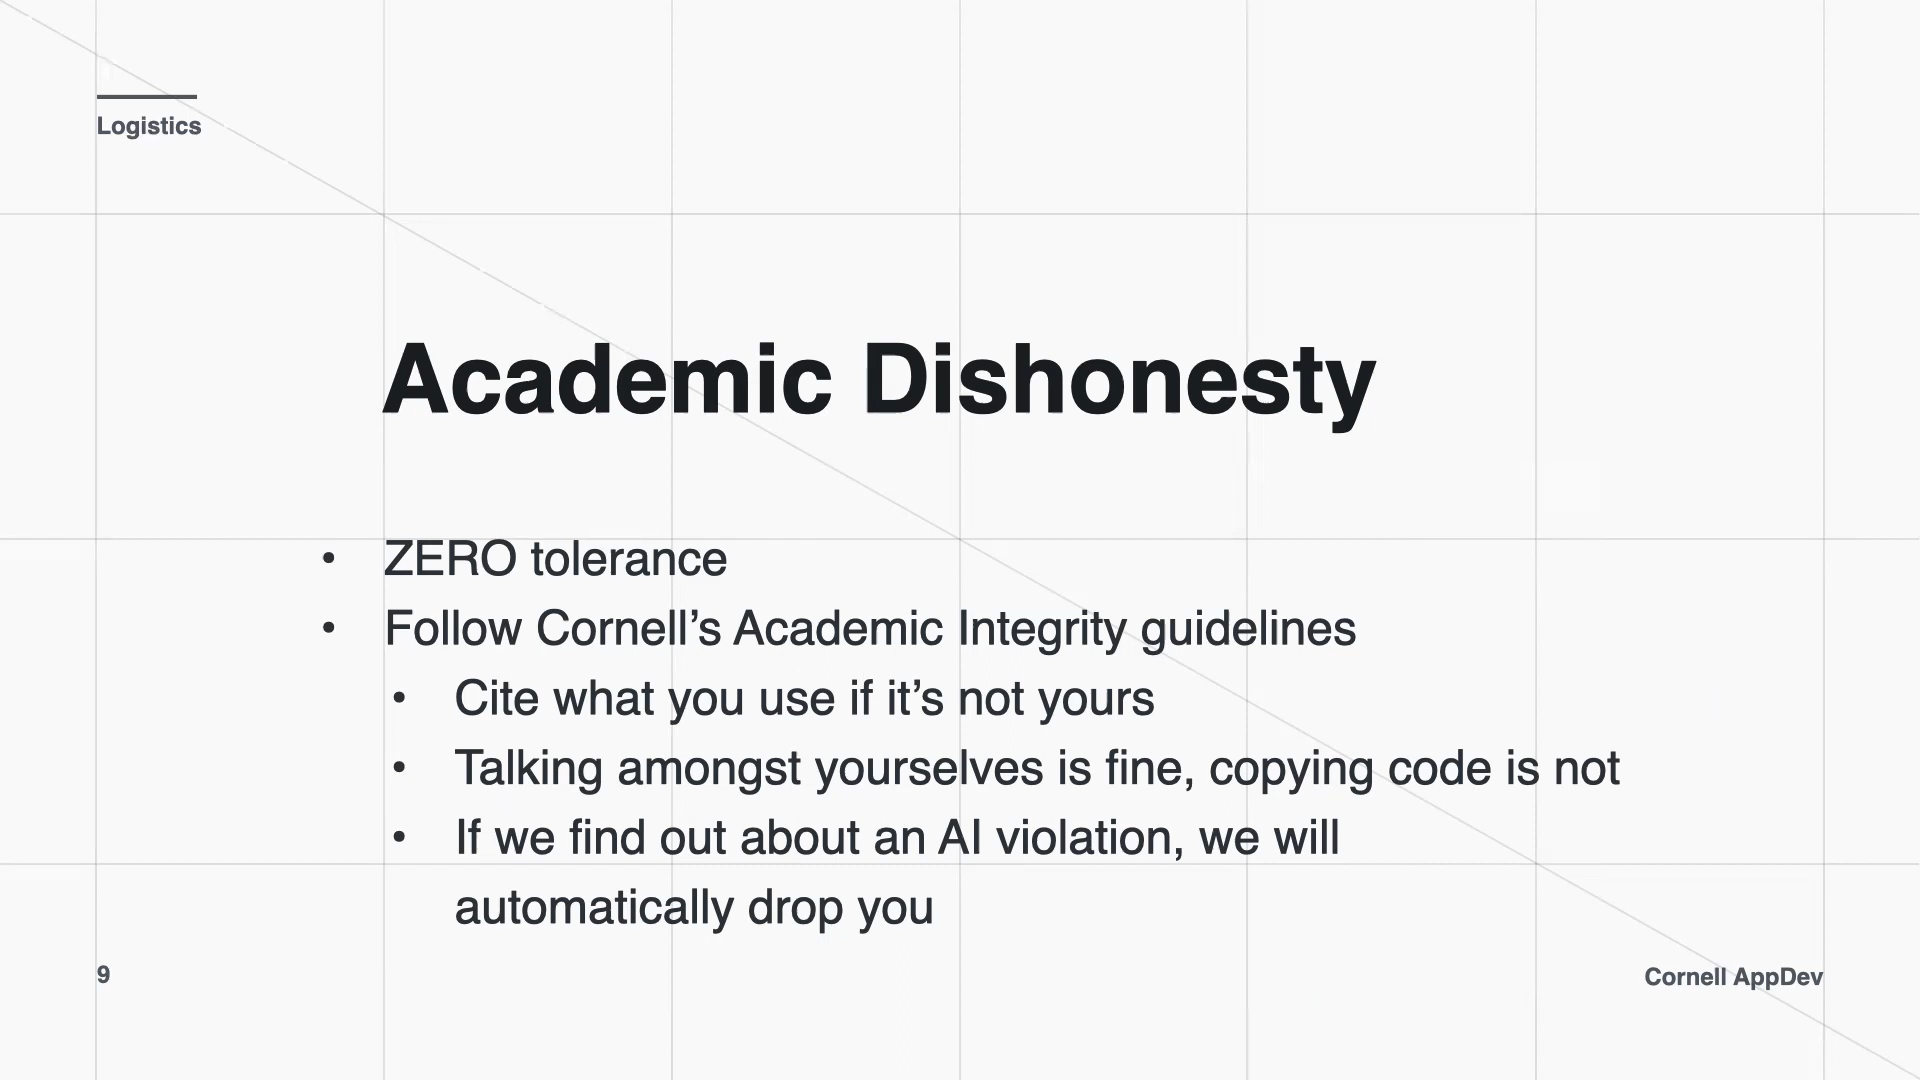 Logistics
Academic Dishonesty
• ZERO tolerance
• Follow Cornell’s Academic Integrity guidelines
• Cite what you use if it’s not yours
• Talking amongst yourselves is fine, copying code is not
• If we find out about an AI violation, we will
automatically drop you
9
Cornell AppDev